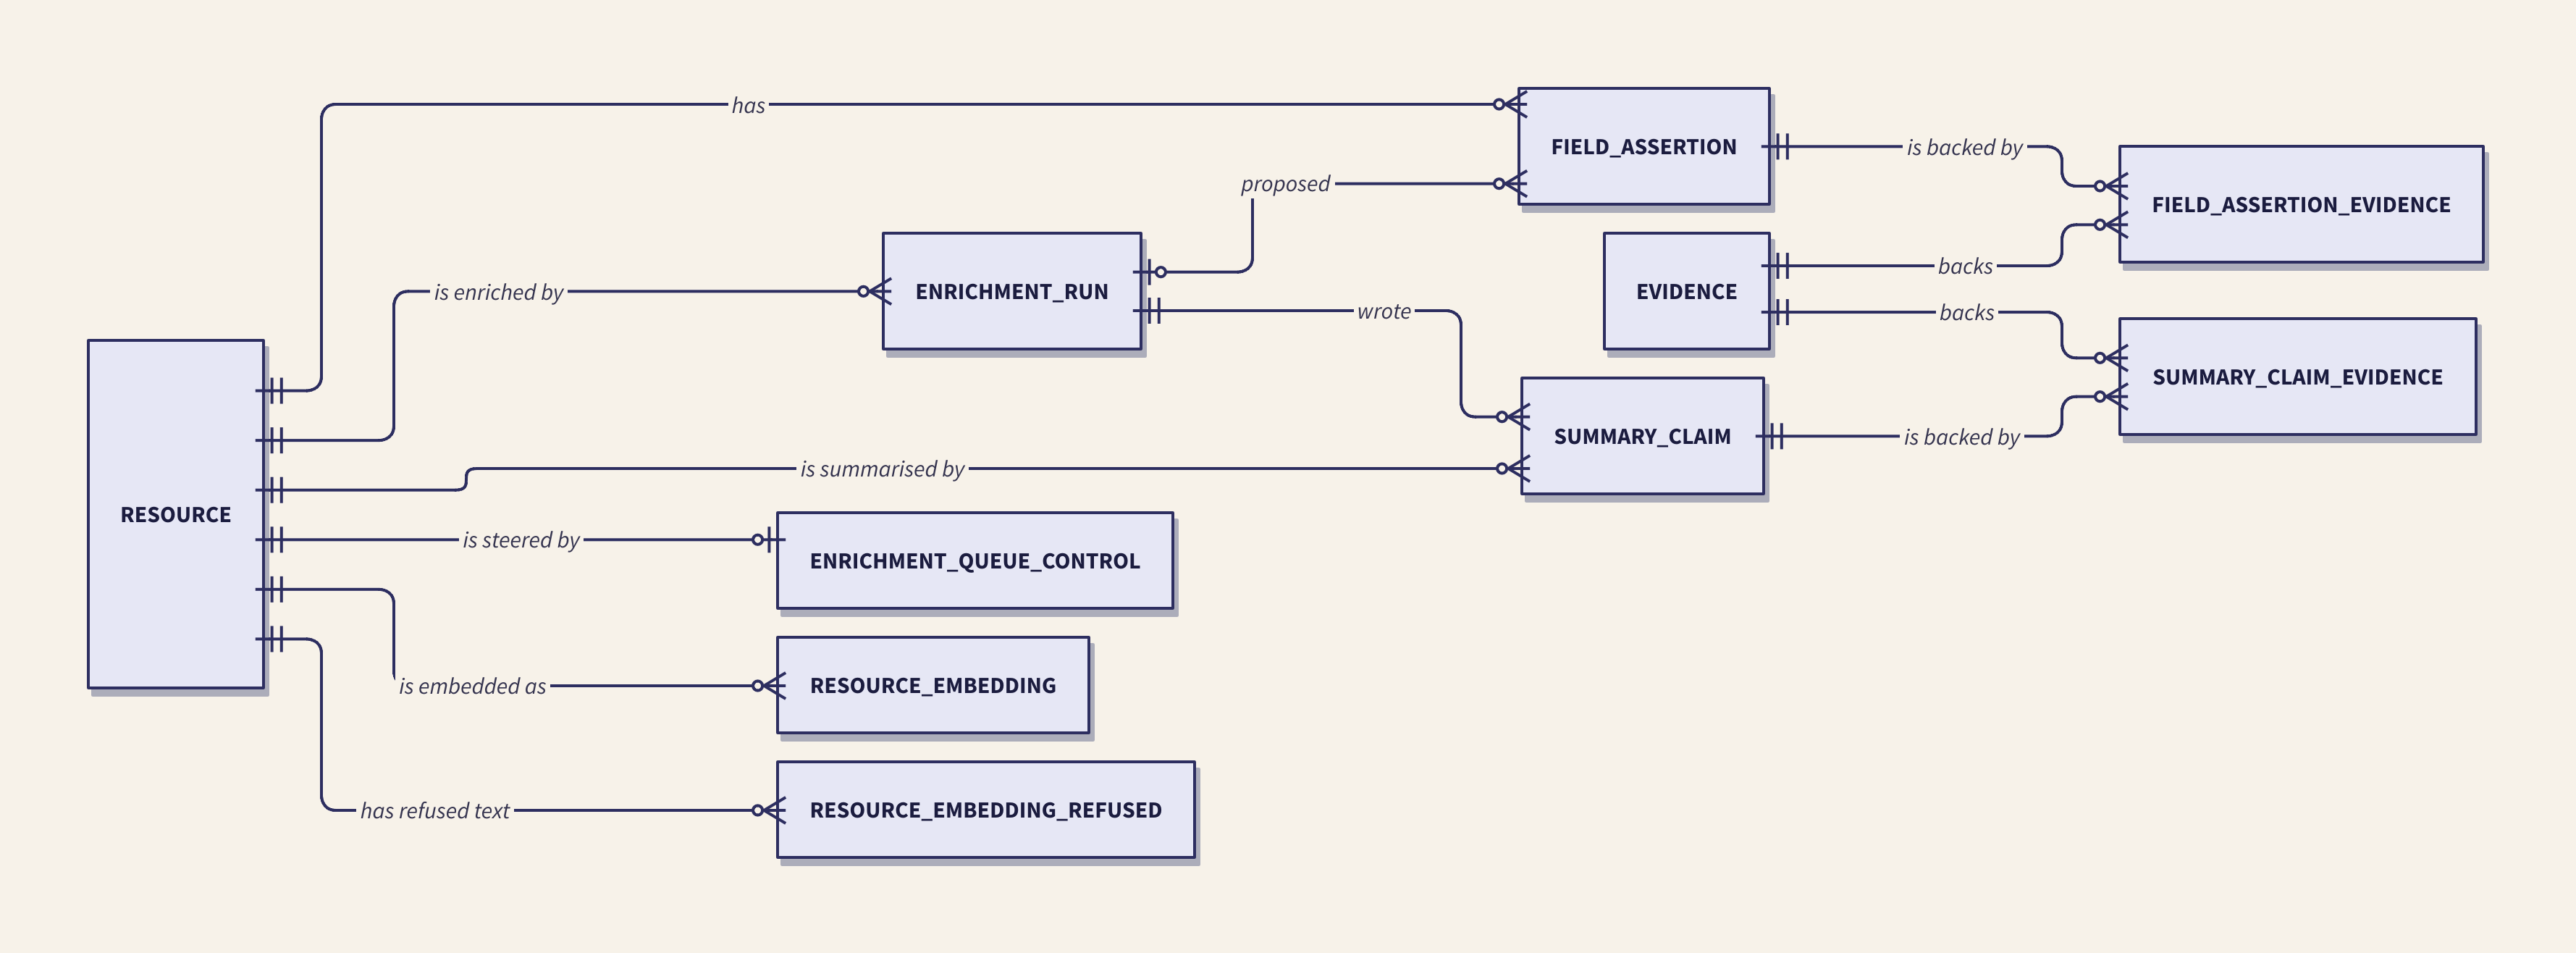 has
FIELD_ASSERTION
is backed by
proposed
FIELD_ASSERTION_EVIDENCE
backs
is enriched by
ENRICHMENT_RUN
EVIDENCE
wrote
backs
SUMMARY_CLAIM_EVIDENCE
SUMMARY_CLAIM
is backed by
is summarised by
RESOURCE
is steered by
ENRICHMENT_QUEUE_CONTROL
is embedded as
RESOURCE_EMBEDDING
has refused text
RESOURCE_EMBEDDING_REFUSED